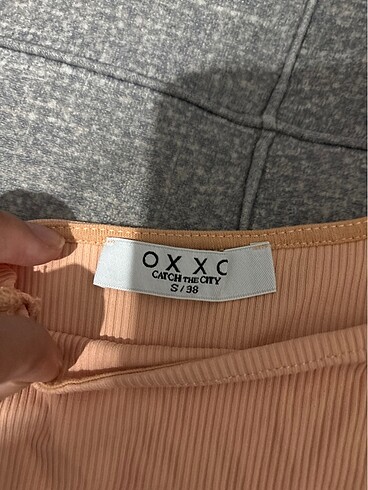 OXXO
CATCH THE CITY
S/38